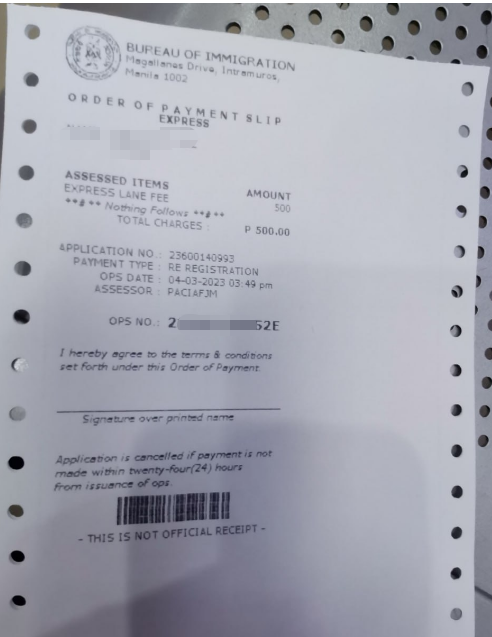 BUREAU OF IMMIGRATION
Magallanes Drive, Intramuros,
Manila 1002
ORDER OF PAYMENT SLIP
EXPRESS
ASSESSED ITEMS AMOUNT
EXPRESS LANE FEE 500
**#** Nothing Follows **#**
TOTAL CHARGES : P 500.00
APPLICATION NO.: 23600140993
PAYMENT TYPE : RE REGISTRATION
OPS DATE : 04-03-2023 03:49 pm
ASSESSOR : PACIAFJM
OPS NO.: 2 52E
I hereby agree to the terms & conditions
set forth under this Order of Payment.
Signature over printed name
Application is cancelled if payment is not
made within twenty-four(24) hours
from issuance of ops.
- THIS IS NOT OFFICIAL RECEIPT -